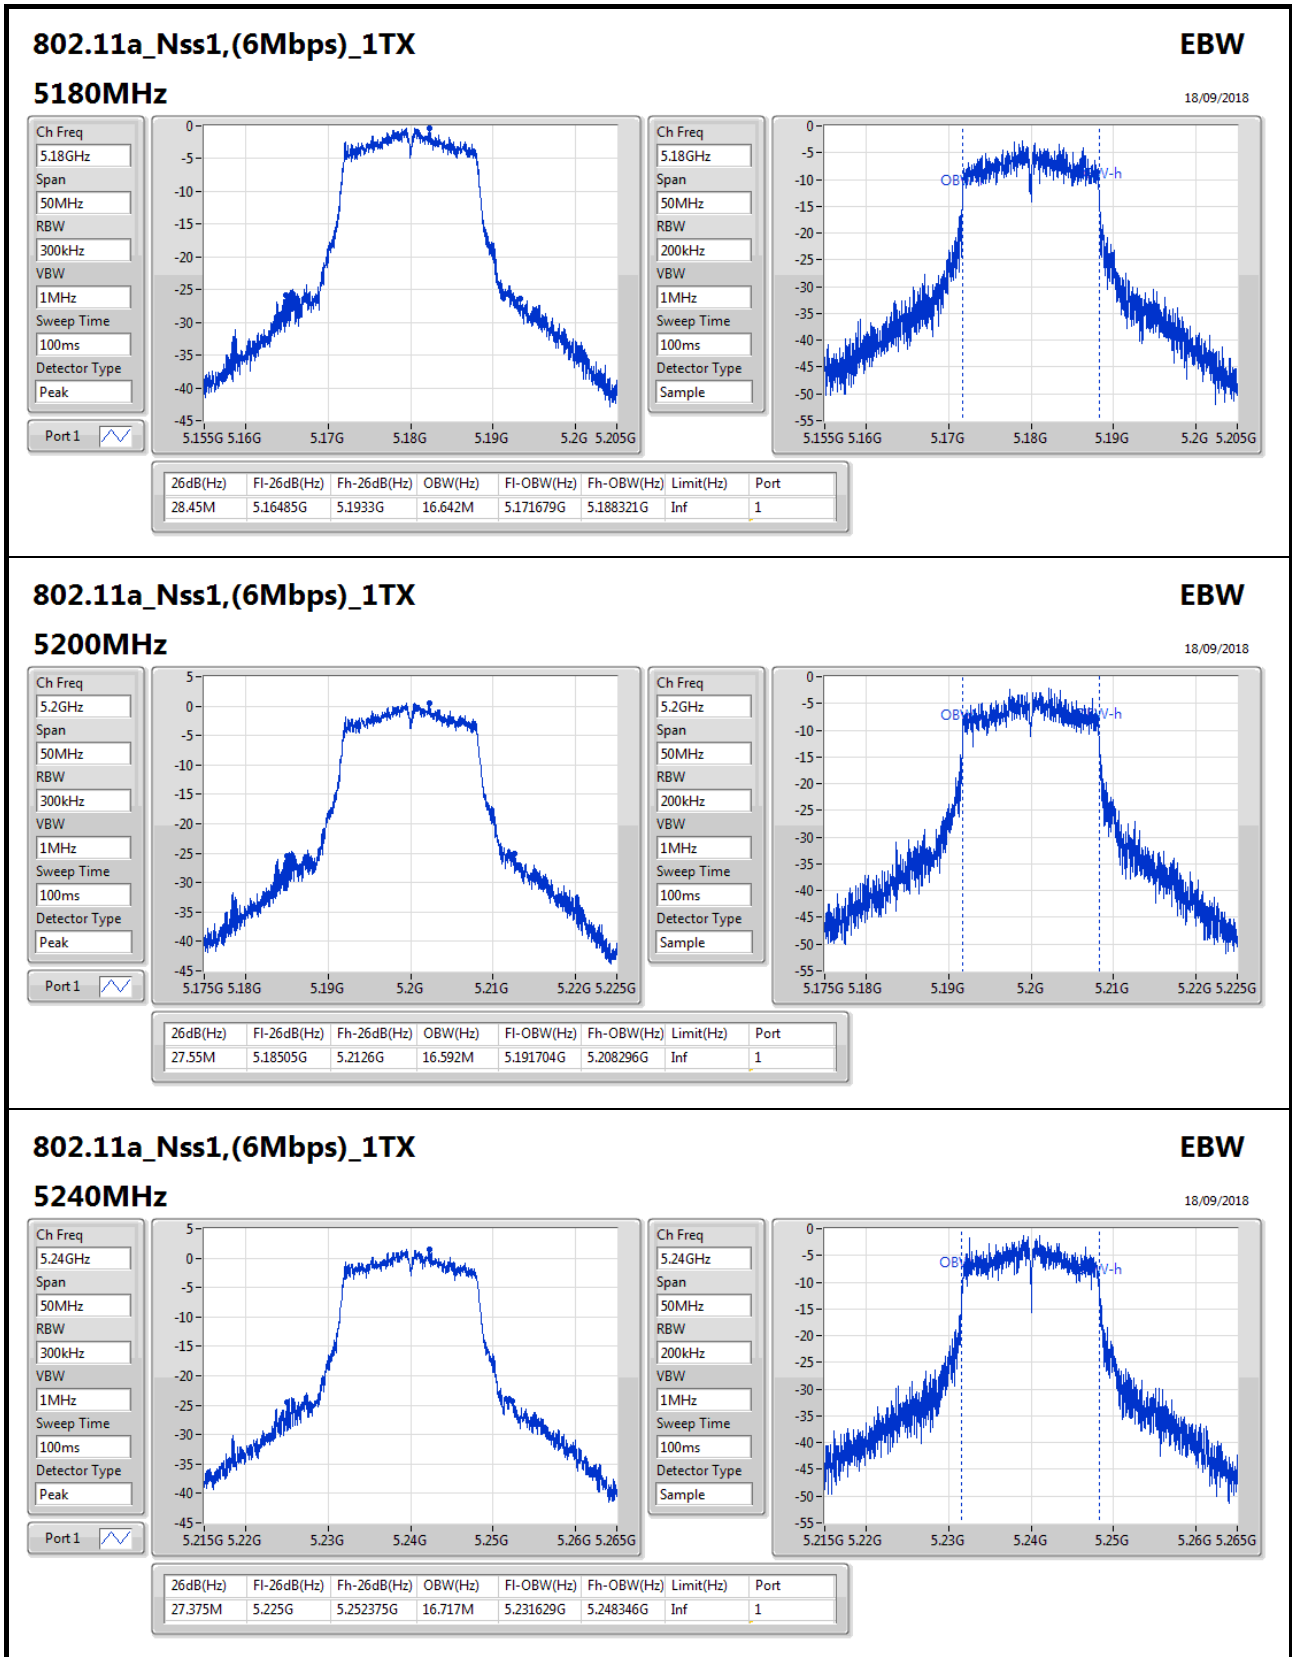 802.11a_Nss1,(6Mbps)_1TX EBW
5180MHz 18/09/2018
Ch Freq
5.18GHz
Span
50MHz
RBW
300kHz
VBW
1MHz
Sweep Time
100ms
Detector Type
Peak
Port 1
0
-5
-10
-15
-20
-25
-30
-35
-40
-45
5.155G 5.16G 5.17G 5.18G 5.19G 5.2G 5.205G
Ch Freq
5.18GHz
Span
50MHz
RBW
200kHz
VBW
1MHz
Sweep Time
100ms
Detector Type
Sample
0
-5
-10
-15
-20
-25
-30
-35
-40
-45
-50
-55
5.155G 5.16G 5.17G 5.18G 5.19G 5.2G 5.205G
26dB(Hz) Fl-26dB(Hz) Fh-26dB(Hz) OBW(Hz) Fl-OBW(Hz) Fh-OBW(Hz) Limit(Hz) Port
28.45M 5.16485G 5.1933G 16.642M 5.171679G 5.188321G Inf 1
802.11a_Nss1,(6Mbps)_1TX EBW
5200MHz 18/09/2018
Ch Freq
5.2GHz
Span
50MHz
RBW
300kHz
VBW
1MHz
Sweep Time
100ms
Detector Type
Peak
Port 1
5
0
-5
-10
-15
-20
-25
-30
-35
-40
-45
5.175G 5.18G 5.19G 5.2G 5.21G 5.22G 5.225G
Ch Freq
5.2GHz
Span
50MHz
RBW
200kHz
VBW
1MHz
Sweep Time
100ms
Detector Type
Sample
0
-5
-10
-15
-20
-25
-30
-35
-40
-45
-50
-55
5.175G 5.18G 5.19G 5.2G 5.21G 5.22G 5.225G
26dB(Hz) Fl-26dB(Hz) Fh-26dB(Hz) OBW(Hz) Fl-OBW(Hz) Fh-OBW(Hz) Limit(Hz) Port
27.55M 5.18505G 5.2126G 16.592M 5.191704G 5.208296G Inf 1
802.11a_Nss1,(6Mbps)_1TX EBW
5240MHz 18/09/2018
Ch Freq
5.24GHz
Span
50MHz
RBW
300kHz
VBW
1MHz
Sweep Time
100ms
Detector Type
Peak
Port 1
5
0
-5
-10
-15
-20
-25
-30
-35
-40
-45
5.215G 5.22G 5.23G 5.24G 5.25G 5.26G 5.265G
Ch Freq
5.24GHz
Span
50MHz
RBW
200kHz
VBW
1MHz
Sweep Time
100ms
Detector Type
Sample
0
-5
-10
-15
-20
-25
-30
-35
-40
-45
-50
-55
5.215G 5.22G 5.23G 5.24G 5.25G 5.26G 5.265G
26dB(Hz) Fl-26dB(Hz) Fh-26dB(Hz) OBW(Hz) Fl-OBW(Hz) Fh-OBW(Hz) Limit(Hz) Port
27.375M 5.225G 5.252375G 16.717M 5.231629G 5.248346G Inf 1